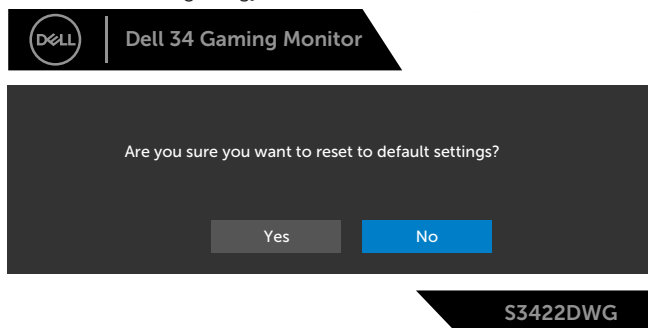 DELL
Dell 34 Gaming Monitor
Are you sure you want to reset to default settings?
Yes
No
S3422DWG